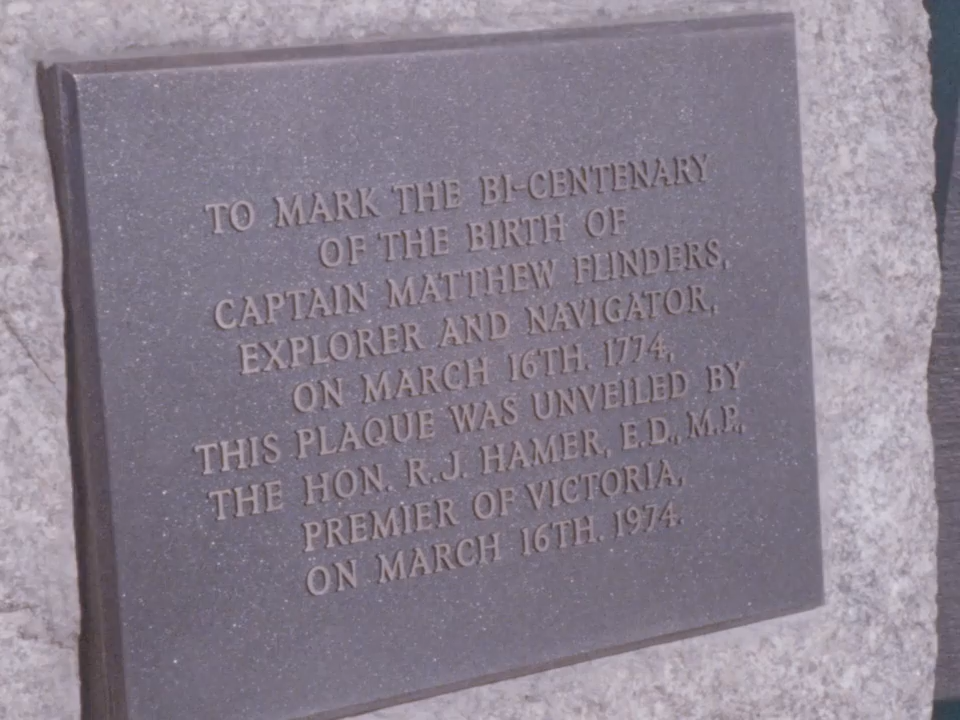 TO MARK THE BI-CENTENARY
OF THE BIRTH OF
CAPTAIN MATTHEW FLINDERS,
EXPLORER AND NAVIGATOR,
ON MARCH 16TH. 1774,
THIS PLAQUE WAS UNVEILED BY
THE HON. R.J. HAMER, E.D., M.P.,
PREMIER OF VICTORIA,
ON MARCH 16TH. 1974.